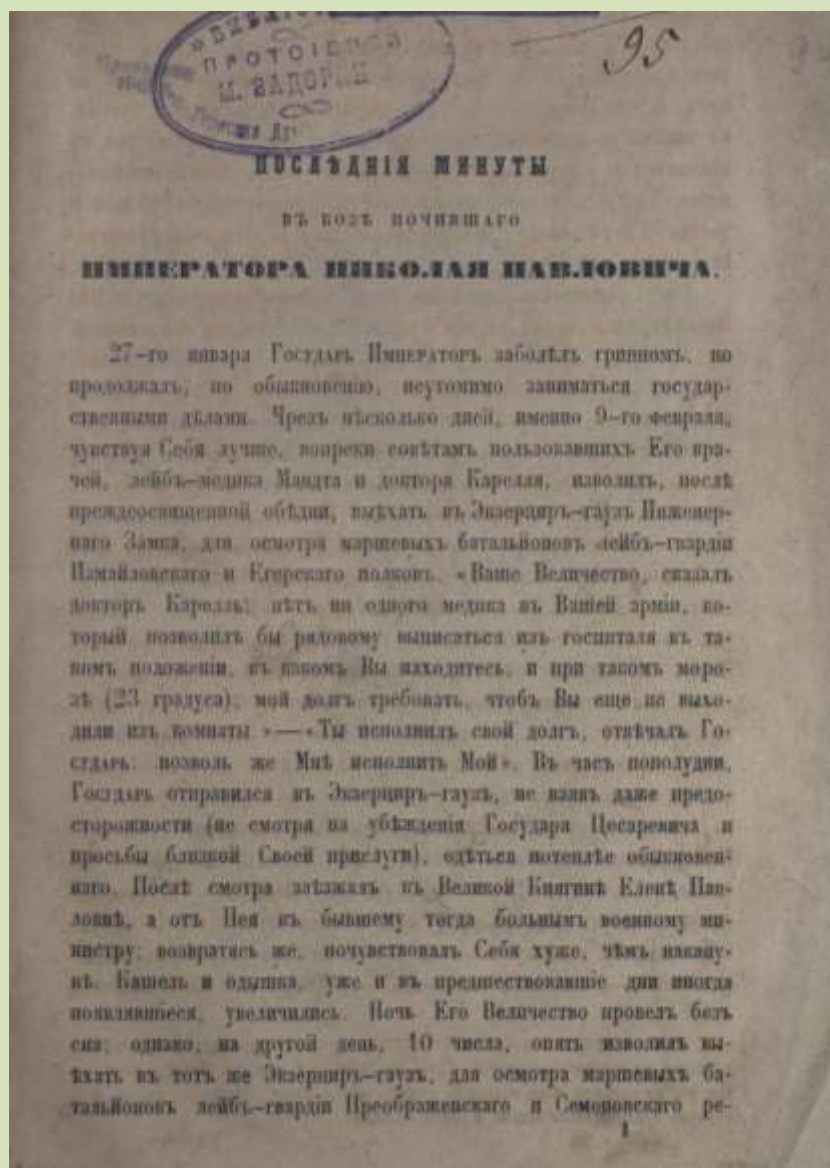 БИБЛ
95
ПРОТОІЕРЕЯ
М. ЗАДОРИН
ПОСЛѢДНІЯ МИНУТЫ
ВЪ БОЗѢ ПОЧИВШАГО
ИМПЕРАТОРА НИКОЛАЯ ПАВЛОВИЧА.
27-го января Государь Императоръ заболѣлъ гриппомъ, но
продолжалъ, по обыкновенію, неутомимо заниматься государ-
ственными дѣлами. Чрезъ нѣсколько дней, именно 9-го февраля,
чувствуя Себя лучше, вопреки совѣтамъ пользовавшихъ Его вра-
чей, лейбъ-медика Мандта и доктора Карелля, изволилъ, послѣ
преждеосвященной обѣдни, выѣхать въ Экзерциръ-гаузъ Инженер-
наго Замка, для осмотра маршевыхъ батальйоновъ лейбъ-гвардіи
Измайловскаго и Егерскаго полковъ. «Ваше Величество, сказалъ
докторъ Карелль: нѣтъ ни одного медика въ Вашей арміи, ко-
торый позволилъ бы рядовому выписаться изъ госпиталя въ та-
комъ положеніи, въ какомъ Вы находитесь, и при такомъ моро-
зѣ (23 градуса), мой долгъ требовать, чтобъ Вы еще не выхо-
дили изъ комнаты »—«Ты исполнилъ свой долгъ, отвѣчалъ Го-
сударь: позволь же Мнѣ исполнить Мой». Въ часъ пополудни,
Государь отправился въ Экзерциръ-гаузъ, не взявъ даже предо-
сторожности (не смотря на убѣжденія Государя Цесаревича и
просьбы близкой Своей прислуги), одѣться потеплѣе обыкновен-
наго. Послѣ смотра заѣзжалъ къ Великой Княгинѣ Еленѣ Пав-
ловнѣ, а отъ Нея къ бывшему тогда больнымъ военному ми-
нистру; возвратясь же, почувствовалъ Себя хуже, чѣмъ накану-
нѣ. Кашель и одышка, уже и въ предшествовавшіе дни иногда
появлявшіеся, увеличились. Ночь Его Величество провелъ безъ
сна; однако, на другой день, 10 числа, опять изволилъ вы-
ѣхать въ тотъ же Экзерциръ-гаузъ, для осмотра маршевыхъ ба-
тальйоновъ лейбъ-гвардіи Преображенскаго и Семеновскаго ре-
1